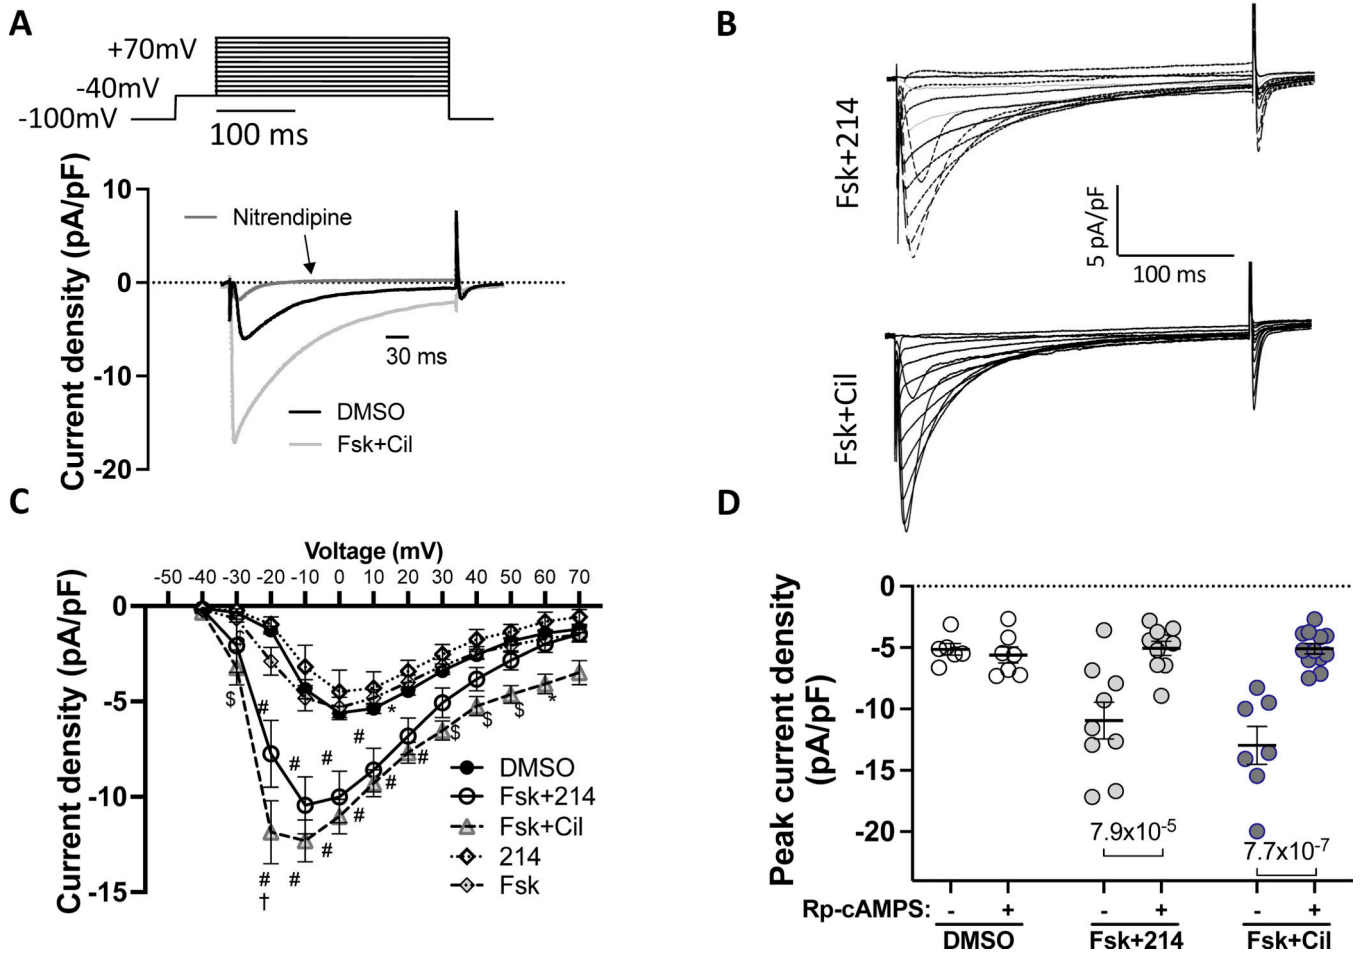 A
+70mV
-40mV
-100mV
100 ms
Current density (pA/pF)
10
0
-10
-20
Nitrendipine
30 ms
DMSO
Fsk+Cil
B
Fsk+214
5 pA/pF
100 ms
Fsk+Cil
C
Voltage (mV)
-50 -40 -30 -20 -10 0 10 20 30 40 50 60 70
Current density (pA/pF)
0
-5
-10
-15
$ # # # # * # # $ $ $ *
# # #
†
DMSO
Fsk+214
Fsk+Cil
214
Fsk
D
Peak current density
(pA/pF)
0
-5
-10
-15
-20
7.9x10-5
7.7x10-7
Rp-cAMPS: - + - + - +
DMSO Fsk+214 Fsk+Cil